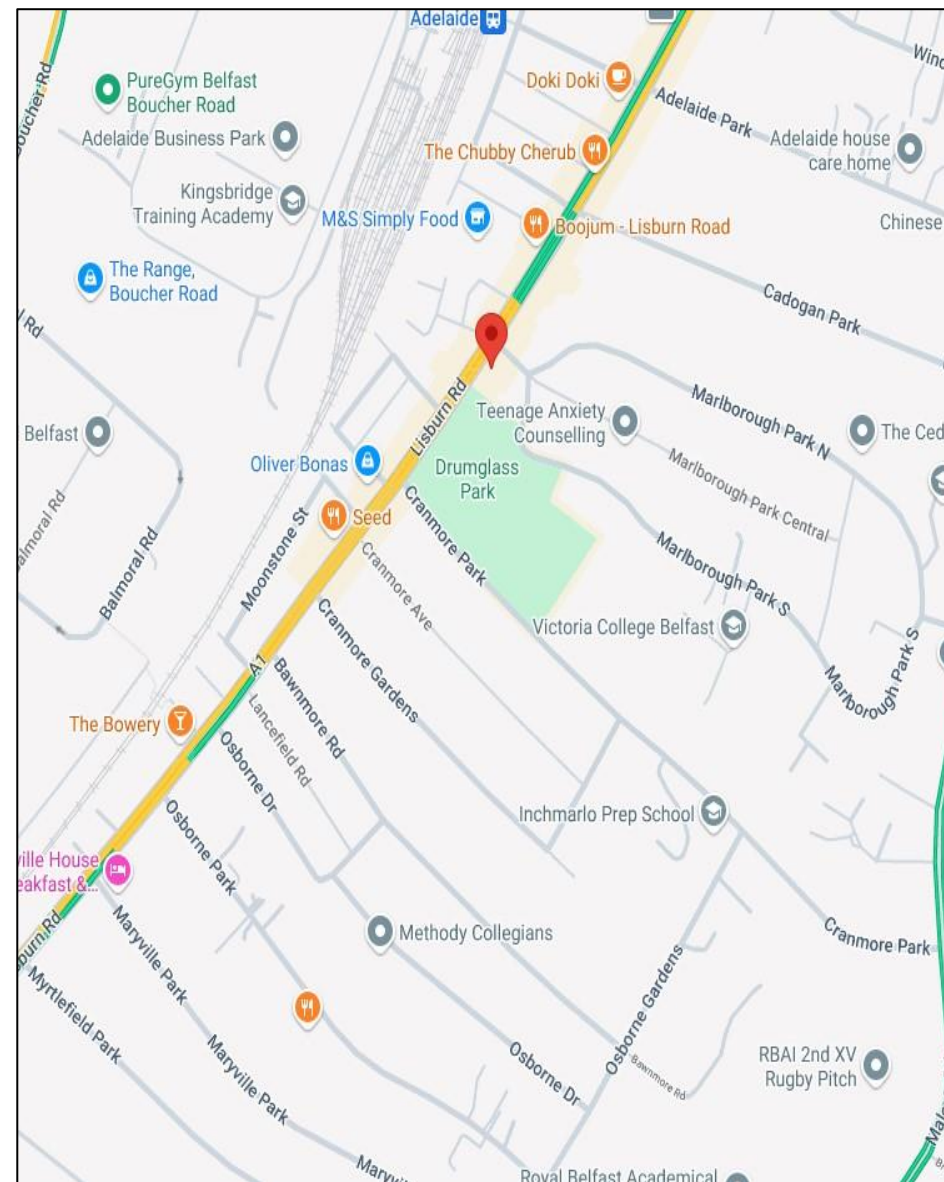 Adelaide
Boucher Rd
PureGym Belfast
Boucher Road
Doki Doki
Adelaide Park
Adelaide Business Park
The Chubby Cherub
Adelaide house
care home
Kingsbridge
Training Academy
M&S Simply Food
Boojum - Lisburn Road
Chinese
The Range,
Boucher Road
Cadogan Park
Rd
Lisburn Rd
Marlborough Park N
Teenage Anxiety
Counselling
Belfast
The Ced
Oliver Bonas
Drumglass
Park
Marlborough Park Central
Seed
Cranmore Park
Moonstone St
Balmoral Rd
Balmoral Rd
Cranmore Ave
Marlborough Park S
Victoria College Belfast
Cranmore Gardens
Marlborough Park S
A1
Bawnmore Rd
The Bowery
Lancefield Rd
Osborne Dr
Inchmarlo Prep School
Osborne Park
ville House
eakfast &...
sburn Rd
Maryville Park
Methody Collegians
Cranmore Park
Myrtlefield Park
Osborne Gardens
Maryville Park
Osborne Dr
Bawnmore Rd
RBAI 2nd XV
Rugby Pitch
Maryvill
Royal Belfast Academical